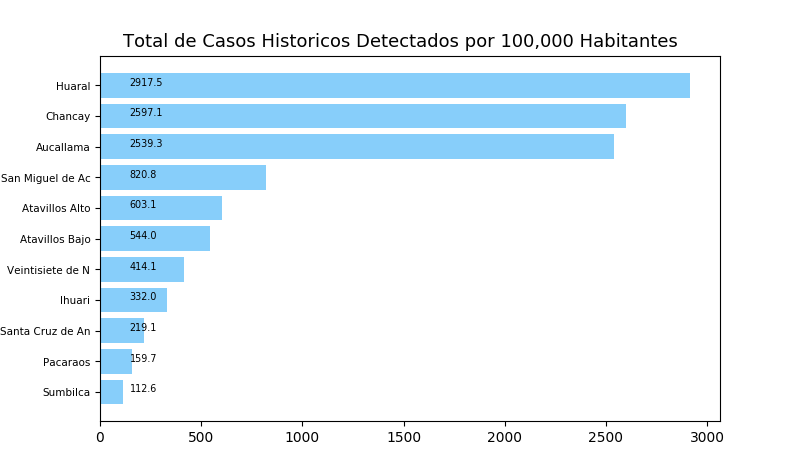 Total de Casos Historicos Detectados por 100,000 Habitantes
Huaral 2917.5
Chancay 2597.1
Aucallama 2539.3
San Miguel de Ac 820.8
Atavillos Alto 603.1
Atavillos Bajo 544.0
Veintisiete de N 414.1
Ihuari 332.0
Santa Cruz de An 219.1
Pacaraos 159.7
Sumbilca 112.6
0 500 1000 1500 2000 2500 3000